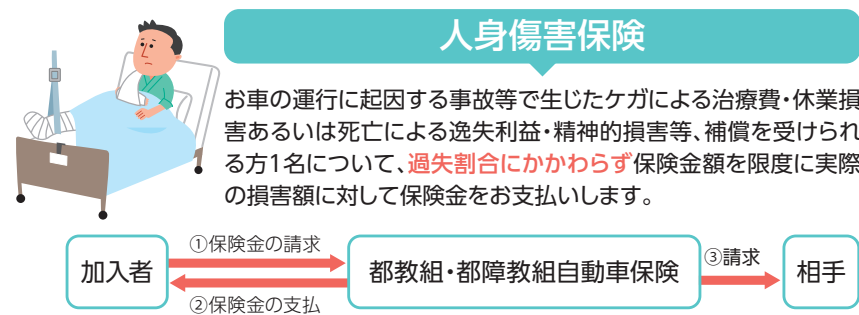 人身傷害保険
お車の運行に起因する事故等で生じたケガによる治療費・休業損
害あるいは死亡による逸失利益・精神的損害等、補償を受けられ
る方1名について、過失割合にかかわらず保険金額を限度に実際
の損害額に対して保険金をお支払いします。
①保険金の請求
加入者
都教組・都障教組自動車保険
③請求
相手
②保険金の支払